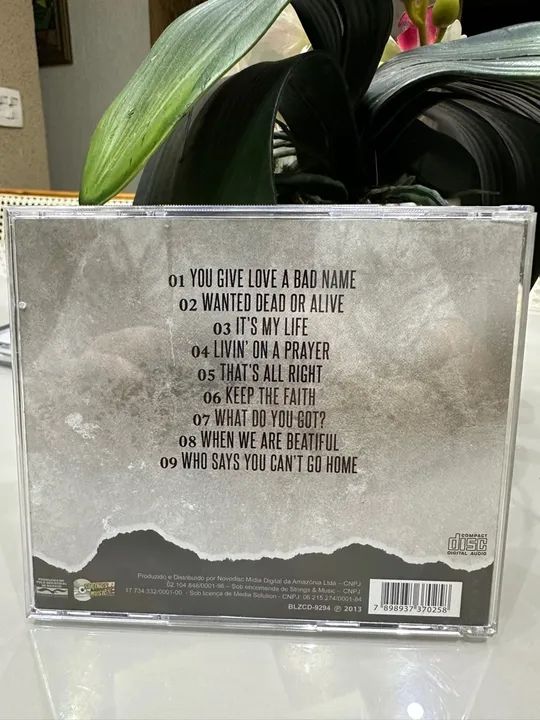 01 YOU GIVE LOVE A BAD NAME
02 WANTED DEAD OR ALIVE
03 IT'S MY LIFE
04 LIVIN' ON A PRAYER
05 THAT'S ALL RIGHT
06 KEEP THE FAITH
07 WHAT DO YOU GOT?
08 WHEN WE ARE BEATIFUL
09 WHO SAYS YOU CAN'T GO HOME
COMPACT
disc
DIGITAL AUDIO
Produzido e Distribuído por Novodisc Mídia Digital da Amazônia Ltda – CNPJ
02.104.848/0001-98 – Sob encomenda de Strings & Music – CNPJ
17.734.332/0001-00 - Sob licença de Media Solution - CNPJ: 06.215.274/0001-84
BLZCD-9294 ℗ 2013
7 898937 370258